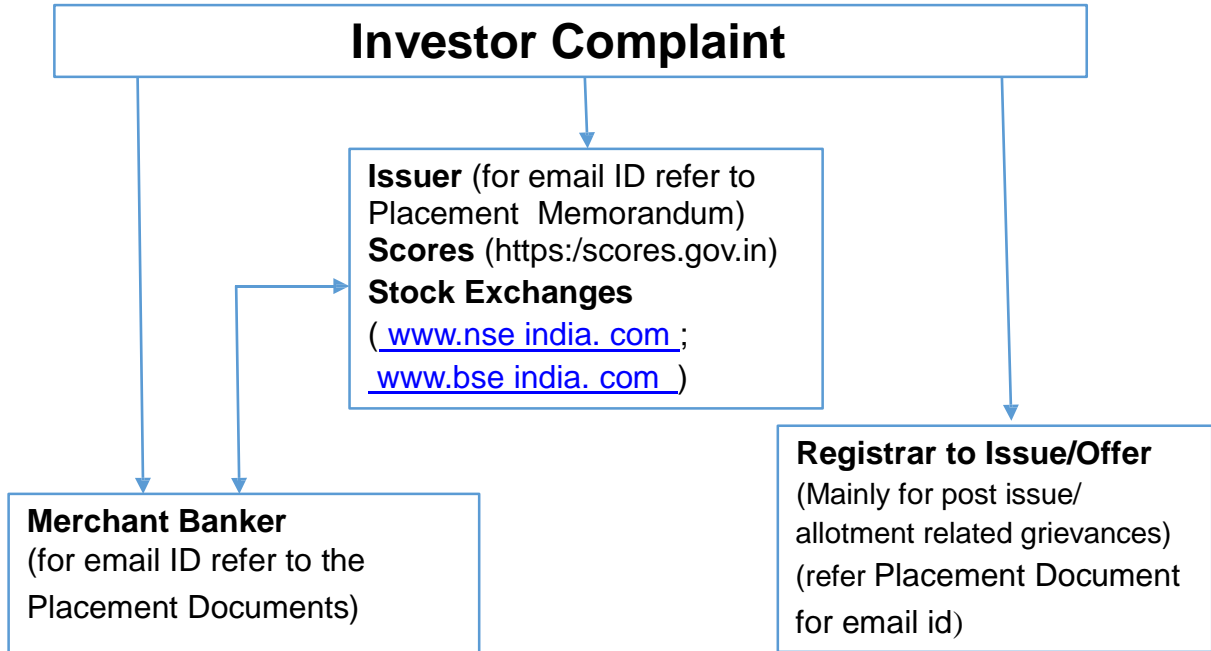 Investor Complaint
Issuer (for email ID refer to
Placement Memorandum)
Scores (https:/scores.gov.in)
Stock Exchanges
( www.nse india. com ;
www.bse india. com )
Merchant Banker
(for email ID refer to the
Placement Documents)
Registrar to Issue/Offer
(Mainly for post issue/
allotment related grievances)
(refer Placement Document
for email id)